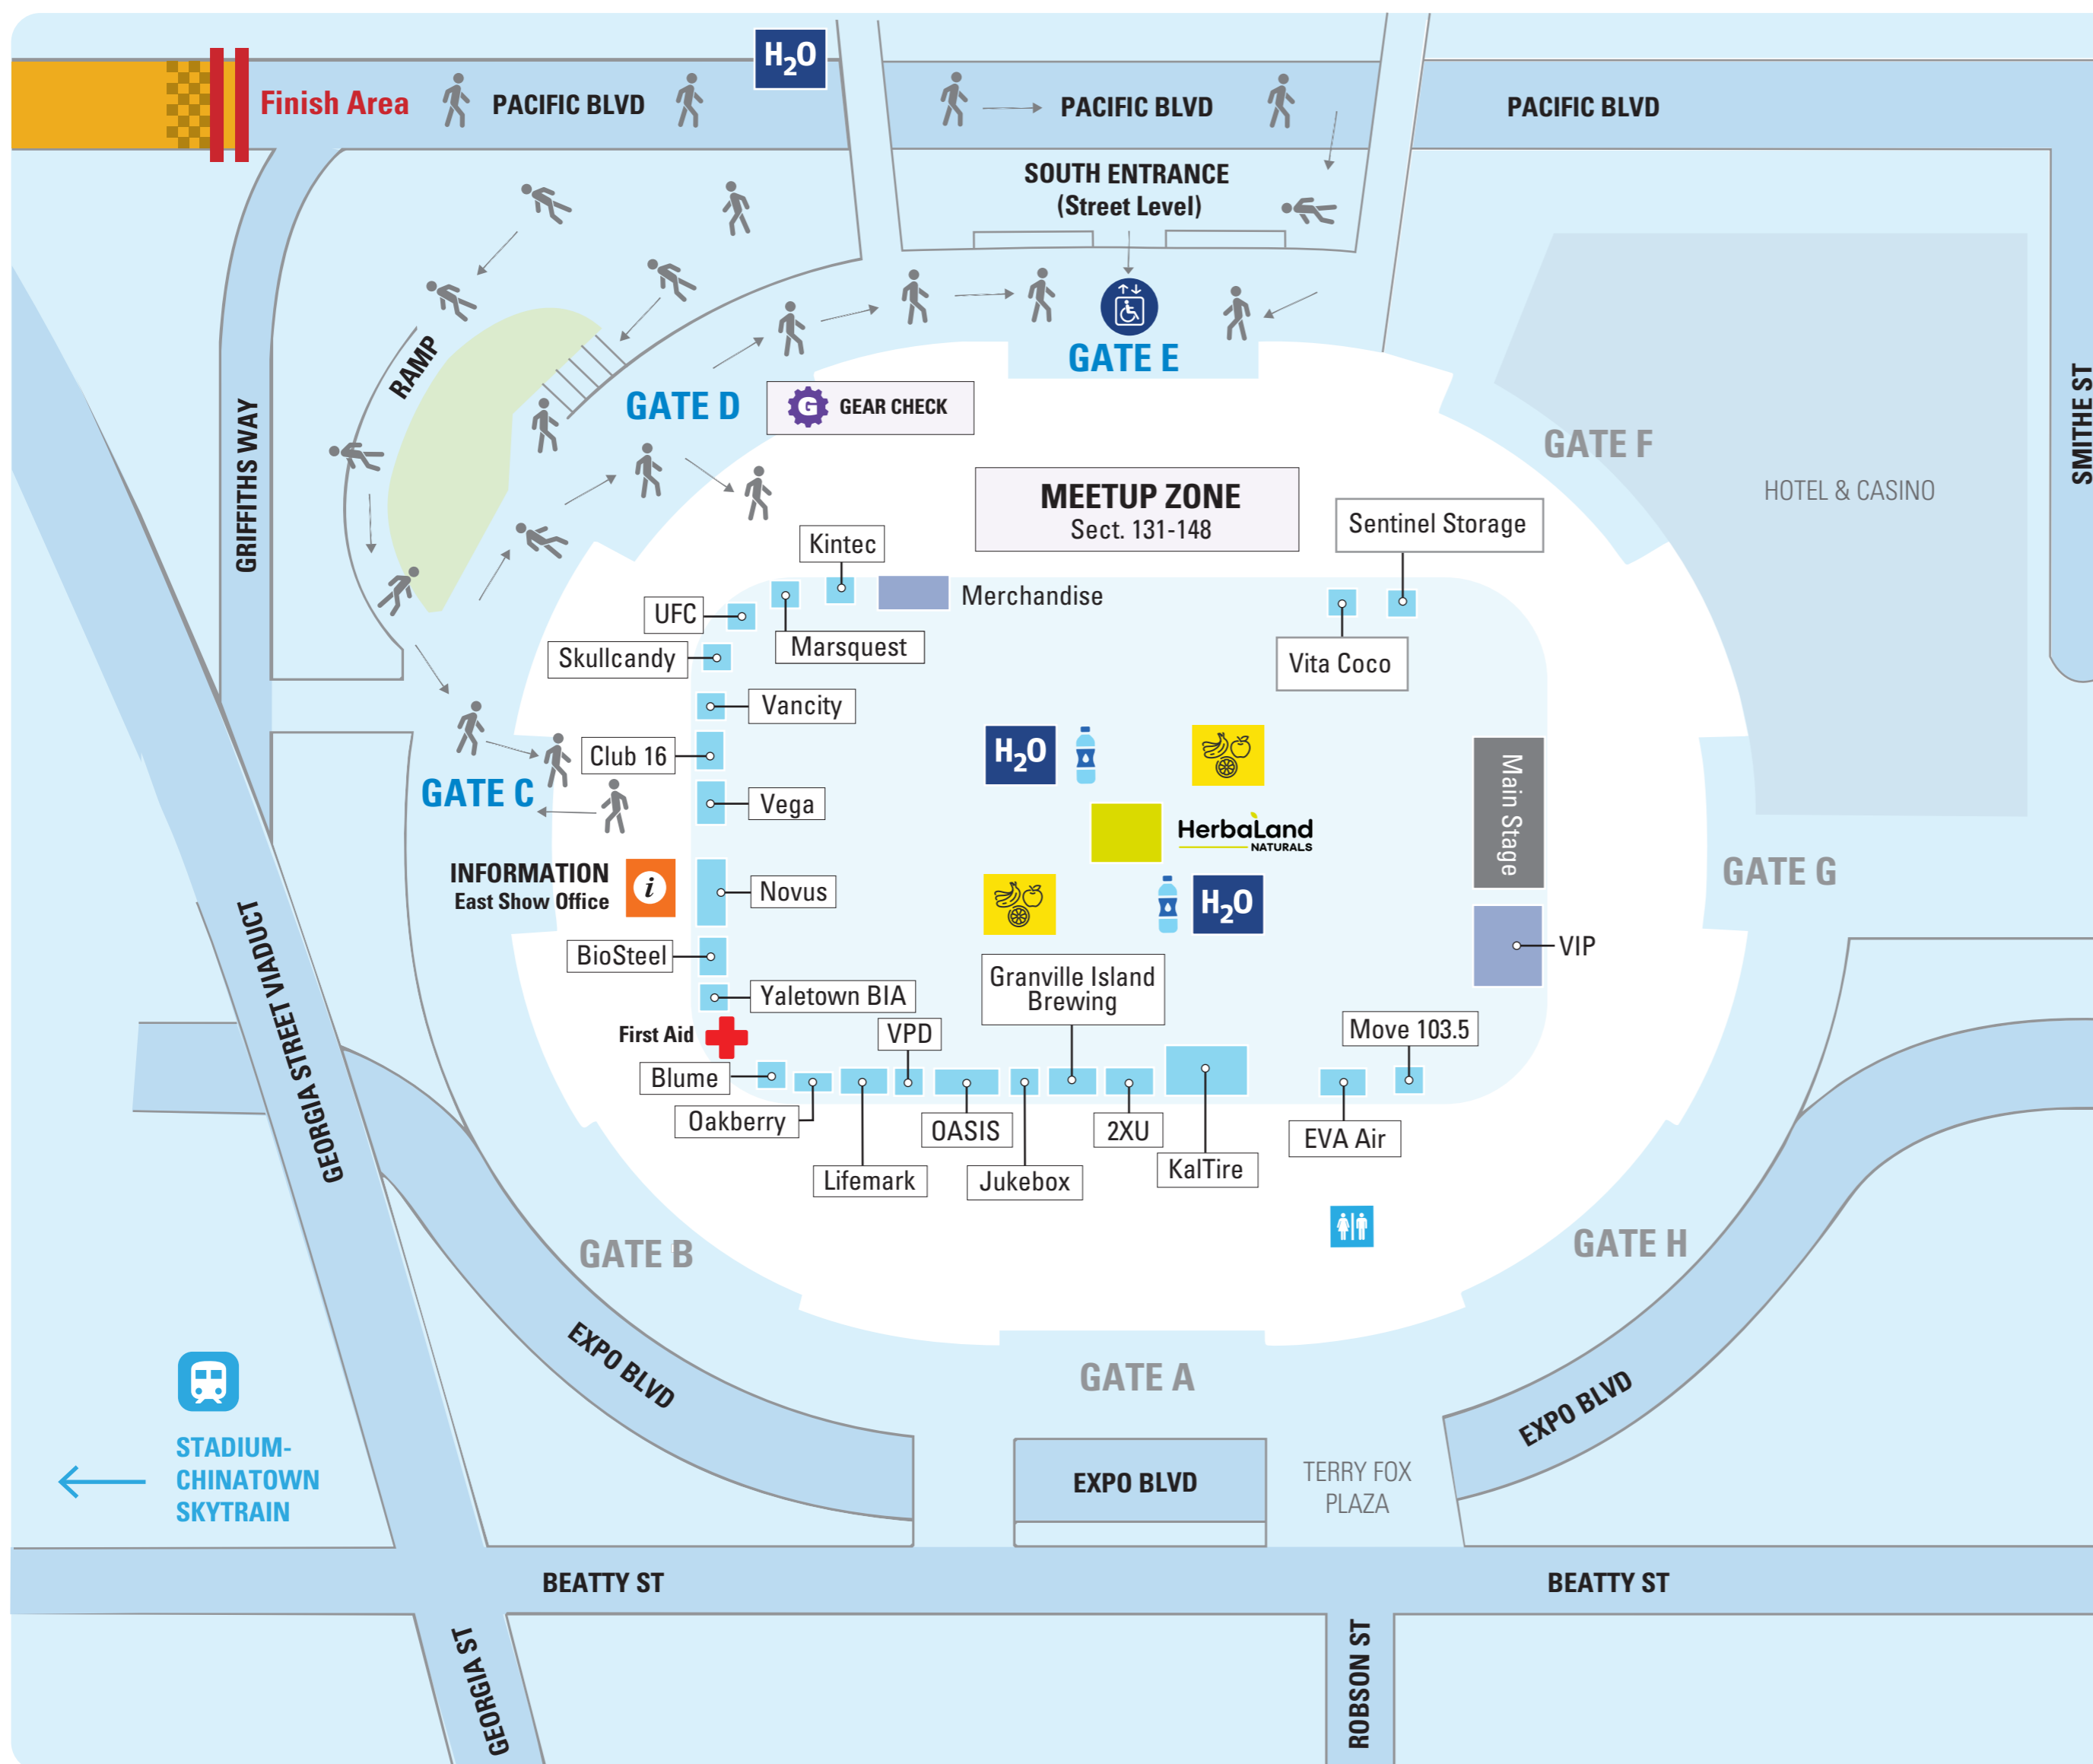 H2O
Finish Area
PACIFIC BLVD
PACIFIC BLVD
PACIFIC BLVD
SOUTH ENTRANCE
(Street Level)
RAMP
GATE E
GATE D
G
GEAR CHECK
GRIFFITHS WAY
SMITHE ST
GATE F
HOTEL & CASINO
MEETUP ZONE
Sect. 131-148
Sentinel Storage
Kintec
Merchandise
UFC
Marsquest
Skullcandy
Vita Coco
Vancity
Club 16
H2O
Main Stage
GATE C
Vega
HerbaLand
NATURALS
INFORMATION
East Show Office
i
Novus
H2O
GATE G
BioSteel
VIP
Yaletown BIA
Granville Island
Brewing
First Aid
VPD
Move 103.5
Blume
Oakberry
OASIS
2XU
EVA Air
Lifemark
Jukebox
KalTire
GEORGIA STREET VIADUCT
GATE B
GATE H
EXPO BLVD
GATE A
EXPO BLVD
STADIUM-
CHINATOWN
SKYTRAIN
EXPO BLVD
TERRY FOX
PLAZA
BEATTY ST
BEATTY ST
GEORGIA ST
ROBSON ST